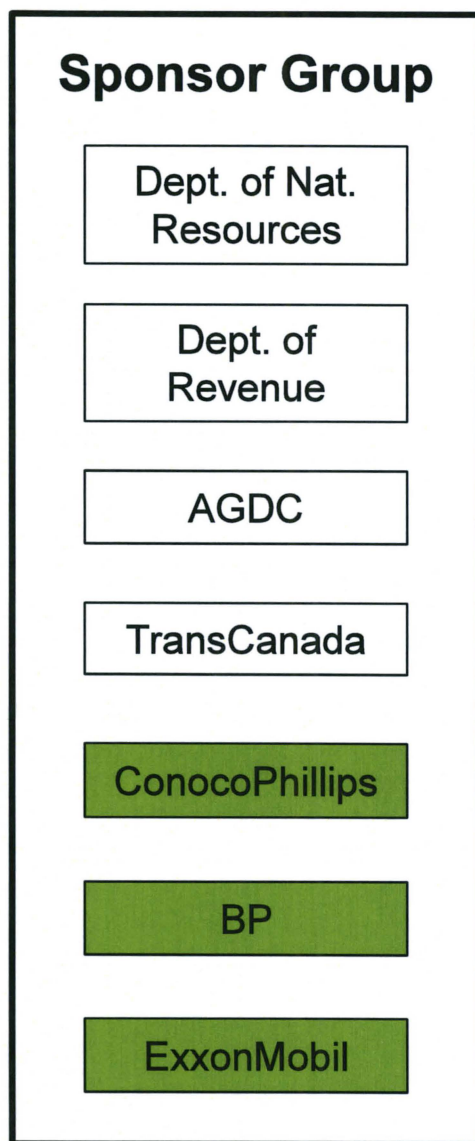 Sponsor Group
Dept. of Nat.
Resources
Dept. of
Revenue
AGDC
TransCanada
ConocoPhillips
BP
ExxonMobil